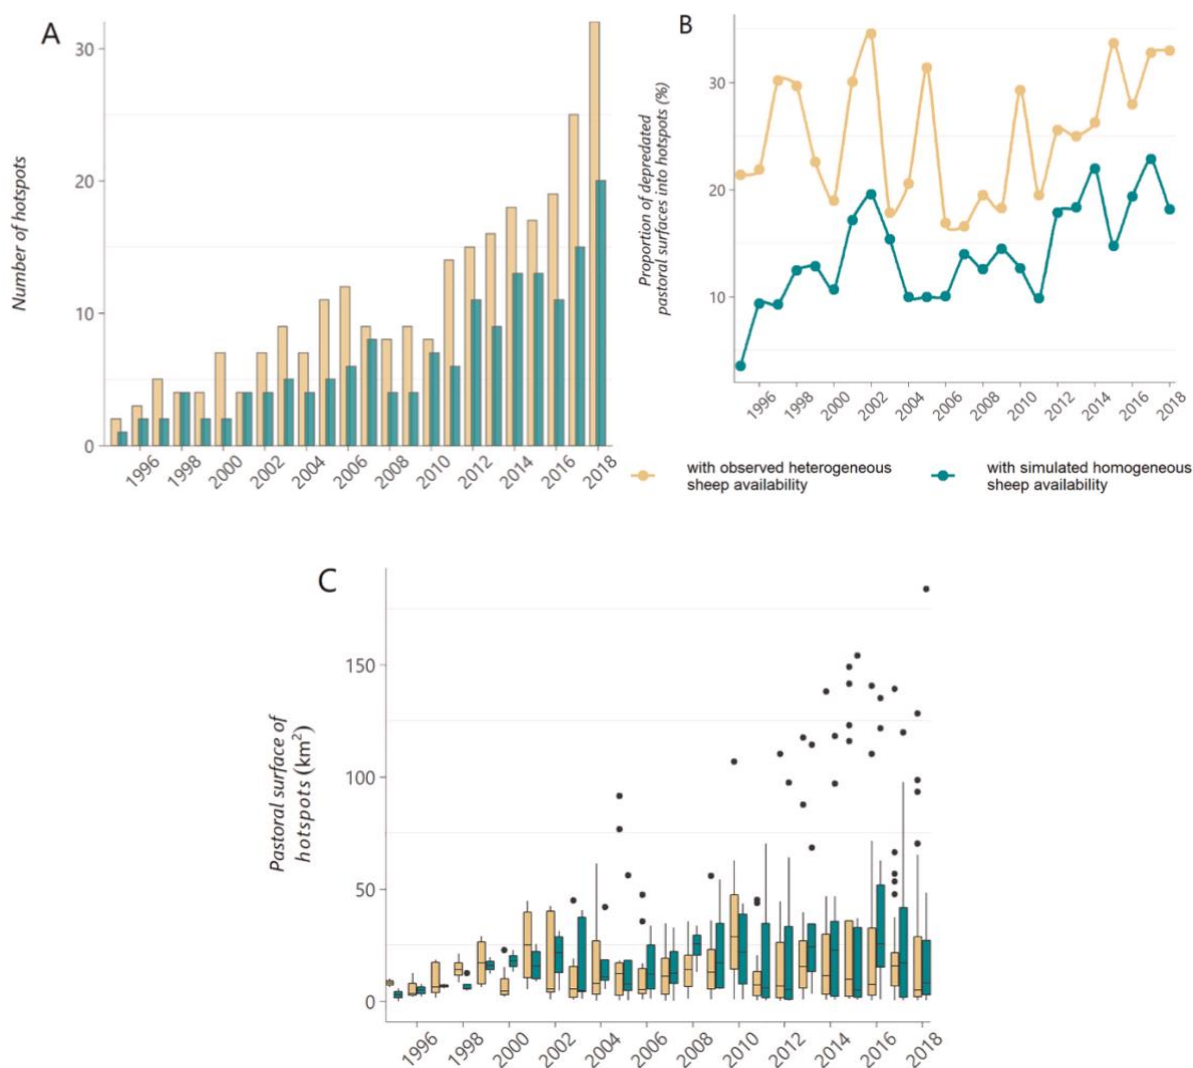 A
Number of hotspots
30
20
10
0
1996 1998 2000 2002 2004 2006 2008 2010 2012 2014 2016 2018
B
Proportion of depredated
pastoral surfaces into hotspots (%)
30
20
10
1996 1998 2000 2002 2004 2006 2008 2010 2012 2014 2016 2018
with observed heterogeneous
sheep availability
with simulated homogeneous
sheep availability
C
Pastoral surface of
hotspots (km²)
150
100
50
0
1996 1998 2000 2002 2004 2006 2008 2010 2012 2014 2016 2018